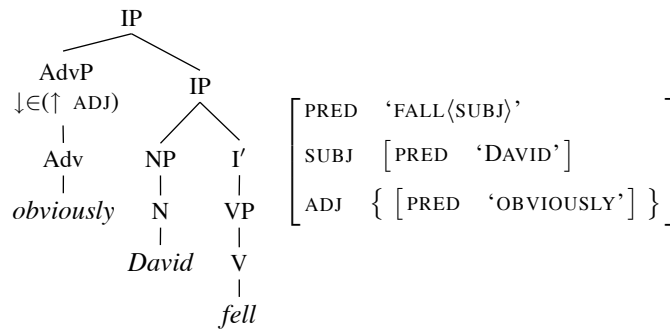 IP
AdvP IP
↓∈(↑ ADJ)
Adv NP I′
obviously N VP
David V
fell
PRED ‘FALL⟨SUBJ⟩’
SUBJ [PRED ‘DAVID’]
ADJ { [PRED ‘OBVIOUSLY’] }